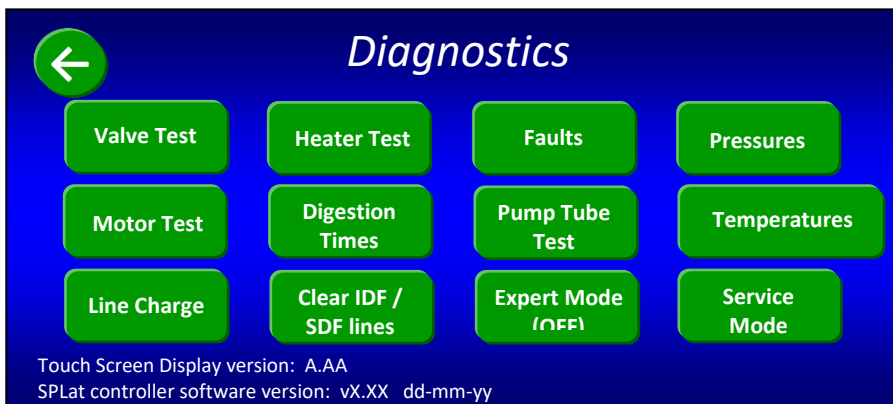 Diagnostics
Valve Test
Heater Test
Faults
Pressures
Motor Test
Digestion
Times
Pump Tube
Test
Temperatures
Line Charge
Clear IDF /
SDF lines
Expert Mode
(OFF)
Service
Mode
Touch Screen Display version: A.AA
SPLat controller software version: vX.XX dd-mm-yy